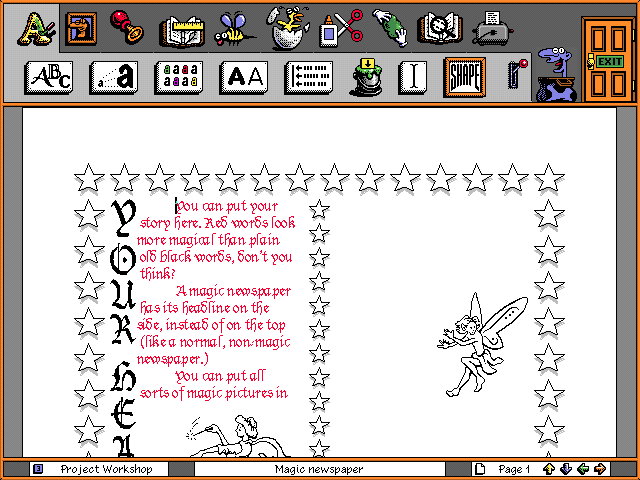 EXIT
ABC
a
a a a a
a a a a
AA
SHAPE
YOUR HEA
You can put your
story here. Red words look
more magical than plain
old black words, don't you
think?
A magic newspaper
has its headline on the
side, instead of on the top
(like a normal, non-magic
newspaper.)
You can put all
sorts of magic pictures in
Project Workshop
Magic newspaper
Page 1